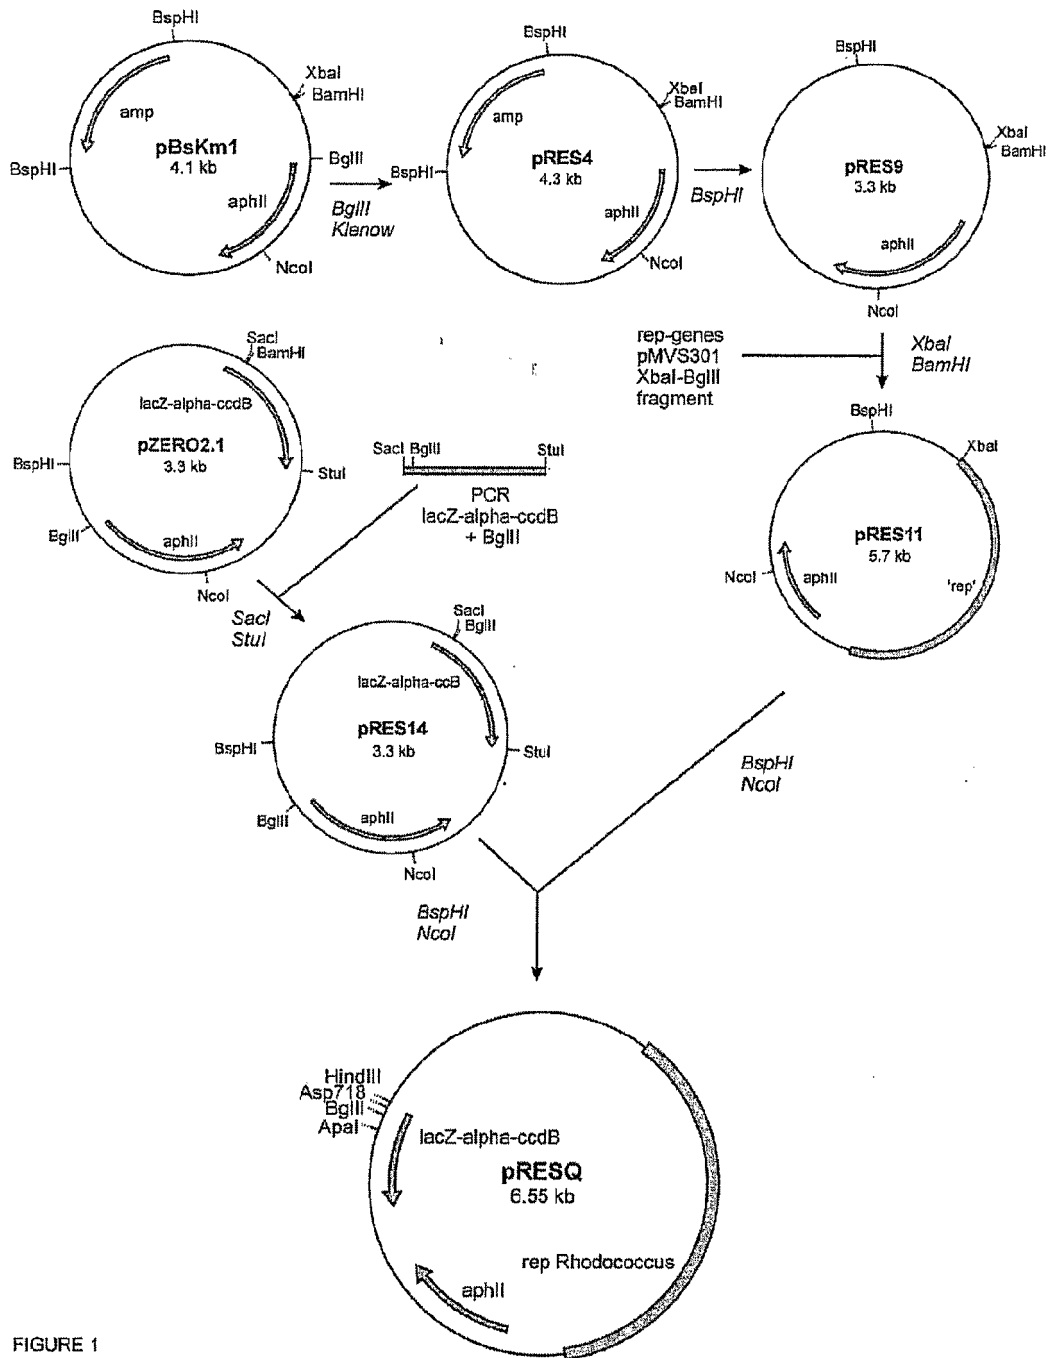 BspHI
XbaI
BamHI
amp
pBsKm1
4.1 kb
BspHI
BglII
aphII
NcoI
BglII
Klenow
BspHI
XbaI
BamHI
amp
pRES4
4.3 kb
BspHI
aphII
NcoI
BspHI
BspHI
XbaI
BamHI
pRES9
3.3 kb
aphII
NcoI
rep-genes
pMVS301
XbaI-BglII
fragment
XbaI
BamHI
SacI
BamHI
lacZ-alpha-ccdB
pZERO2.1
3.3 kb
BspHI
StuI
BglII
aphII
NcoI
SacI
StuI
SacI BglII
StuI
PCR
lacZ-alpha-ccdB
+ BglII
BspHI
XbaI
pRES11
5.7 kb
NcoI
aphII
'rep'
SacI
BglII
lacZ-alpha-ccB
pRES14
3.3 kb
BspHI
StuI
BglII
aphII
NcoI
BspHI
NcoI
BspHI
NcoI
HindIII
Asp718
BglII
ApaI
lacZ-alpha-ccdB
pRESQ
6.55 kb
rep Rhodococcus
aphII
FIGURE 1